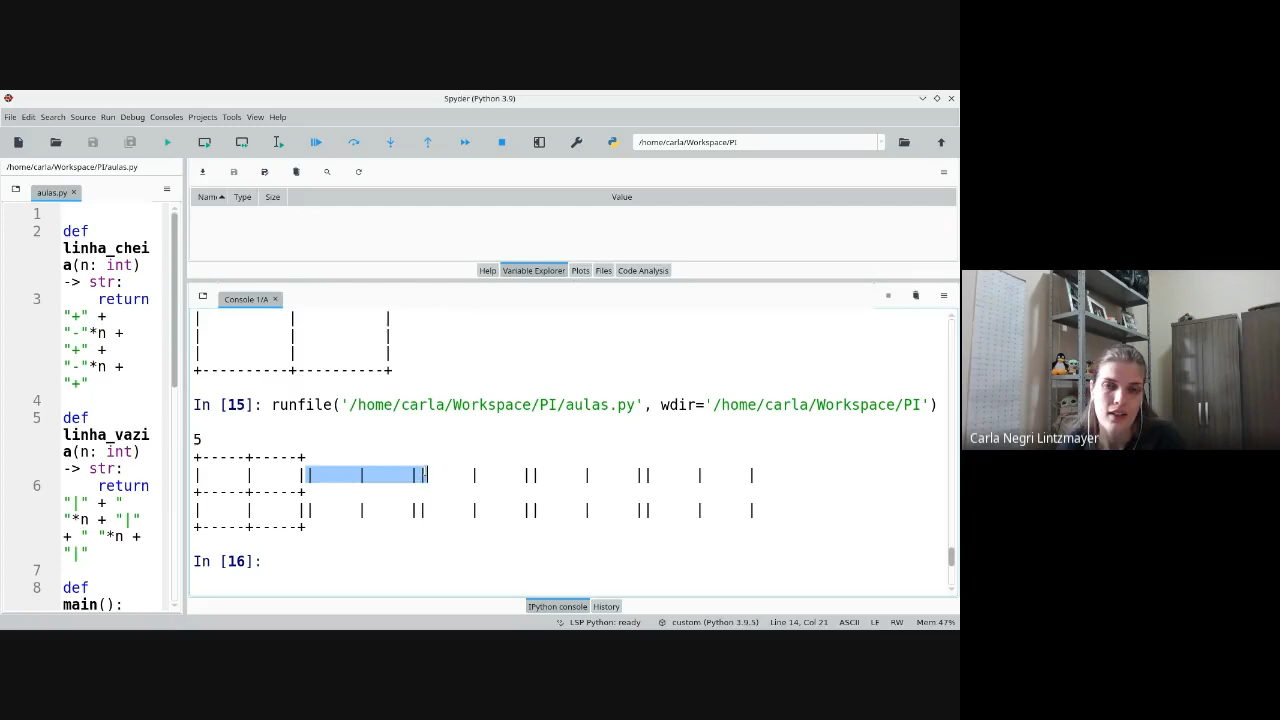 Spyder (Python 3.9)
File Edit Search Source Run Debug Consoles Projects Tools View Help
/home/carla/Workspace/PI
/home/carla/Workspace/PI/aulas.py
aulas.py
1
2 def
linha_chei
a(n: int)
-> str:
3     return
"+" +
"-"*n +
"+" +
"-"*n +
"+"
4
5 def
linha_vazi
a(n: int)
-> str:
6     return
"|" + "
"*n + "|"
+ " "*n +
"|"
7
8 def
main():
Name Type Size Value
Help Variable Explorer Plots Files Code Analysis
Console 1/A
|          |          |
|          |          |
|          |          |
+----------+----------+
In [15]: runfile('/home/carla/Workspace/PI/aulas.py', wdir='/home/carla/Workspace/PI')
5
+-----+-----+
|     |     ||     |     ||     |     ||     |     ||     |     |
+-----+-----+
|     |     ||     |     ||     |     ||     |     ||     |     |
+-----+-----+
In [16]:
IPython console History
LSP Python: ready custom (Python 3.9.5) Line 14, Col 21 ASCII LF RW Mem 47%
Carla Negri Lintzmayer